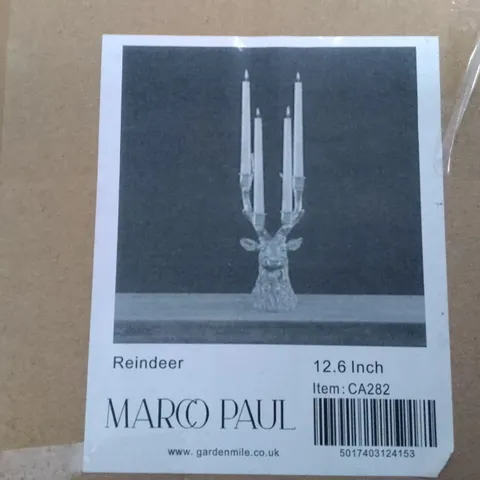 Reindeer
12.6 Inch
Item: CA282
MARCO PAUL
www. gardenmile.co.uk
5017403124153